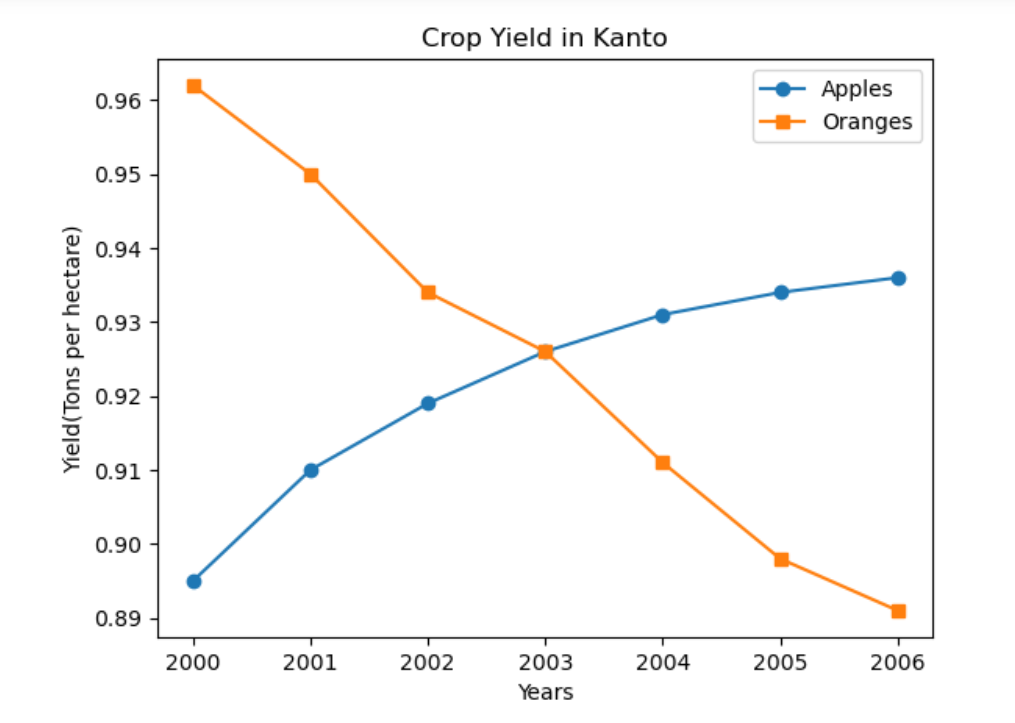 Crop Yield in Kanto
Apples
Oranges
0.96
0.95
0.94
0.93
0.92
0.91
0.90
0.89
Yield(Tons per hectare)
2000 2001 2002 2003 2004 2005 2006
Years